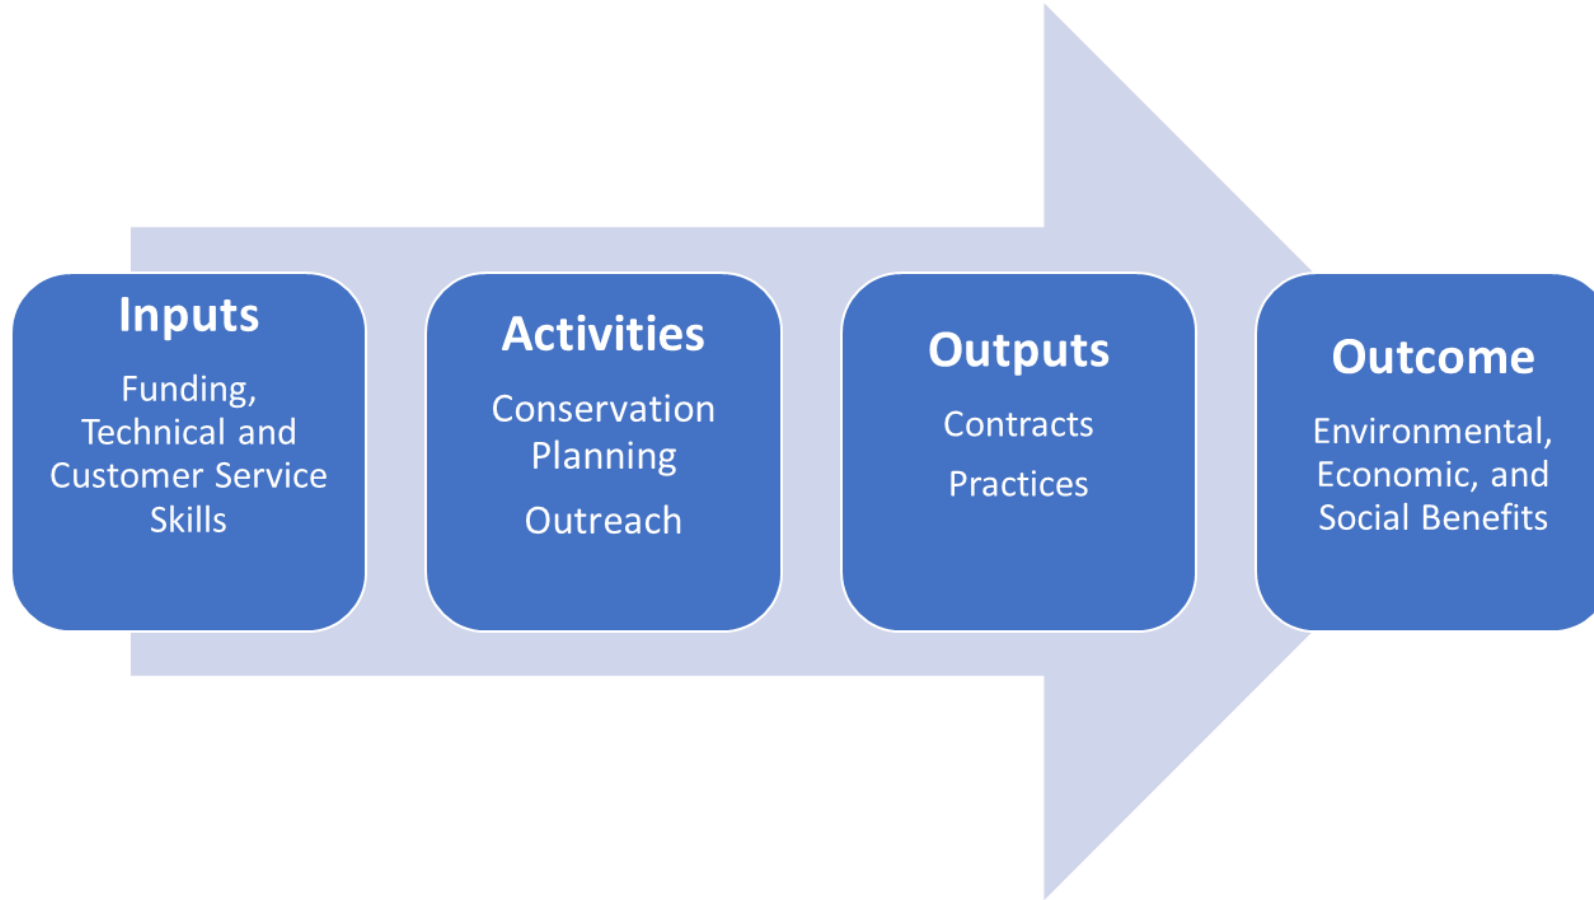 Inputs
Funding,
Technical and
Customer Service
Skills
Activities
Conservation
Planning
Outreach
Outputs
Contracts
Practices
Outcome
Environmental,
Economic, and
Social Benefits